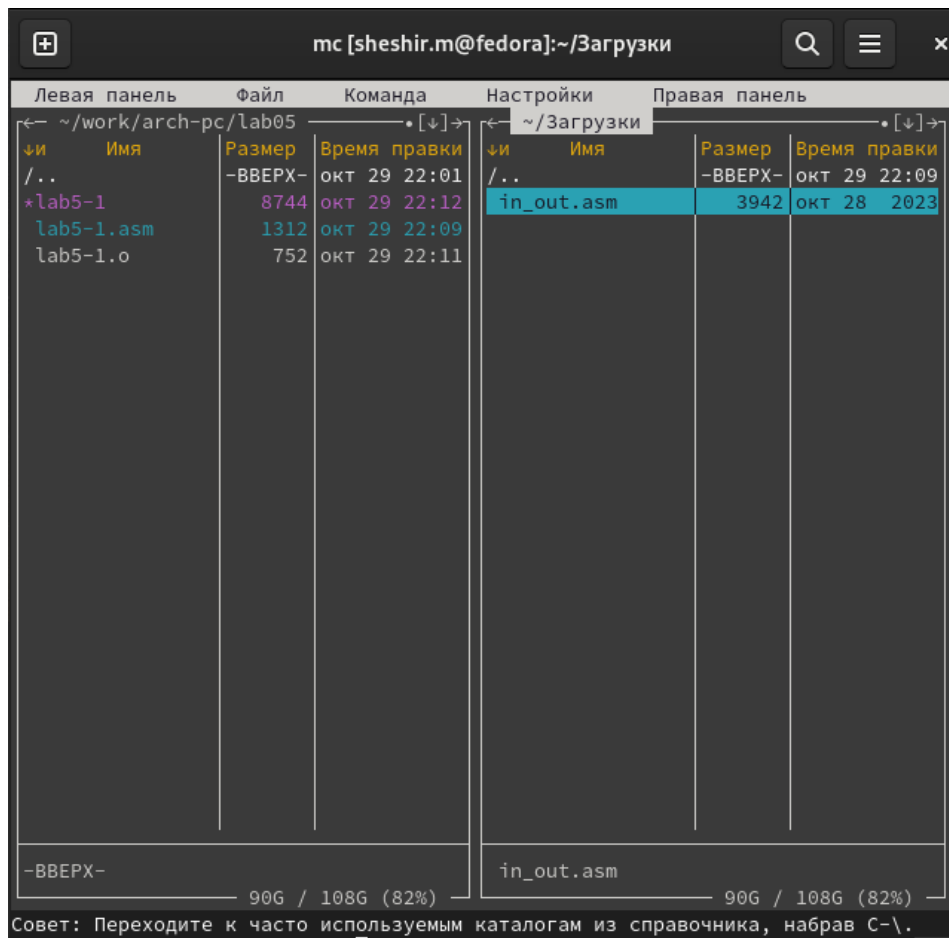 mc [sheshir.m@fedora]:~/Загрузки
Левая панель Файл Команда Настройки Правая панель
~/work/arch-pc/lab05 [↓] ~/Загрузки [↓]
↓и Имя Размер Время правки ↓и Имя Размер Время правки
/.. -ВВЕРХ- окт 29 22:01 /.. -ВВЕРХ- окт 29 22:09
*lab5-1 8744 окт 29 22:12 in_out.asm 3942 окт 28 2023
lab5-1.asm 1312 окт 29 22:09
lab5-1.o 752 окт 29 22:11
-ВВЕРХ- in_out.asm
90G / 108G (82%) 90G / 108G (82%)
Совет: Переходите к часто используемым каталогам из справочника, набрав C-\.